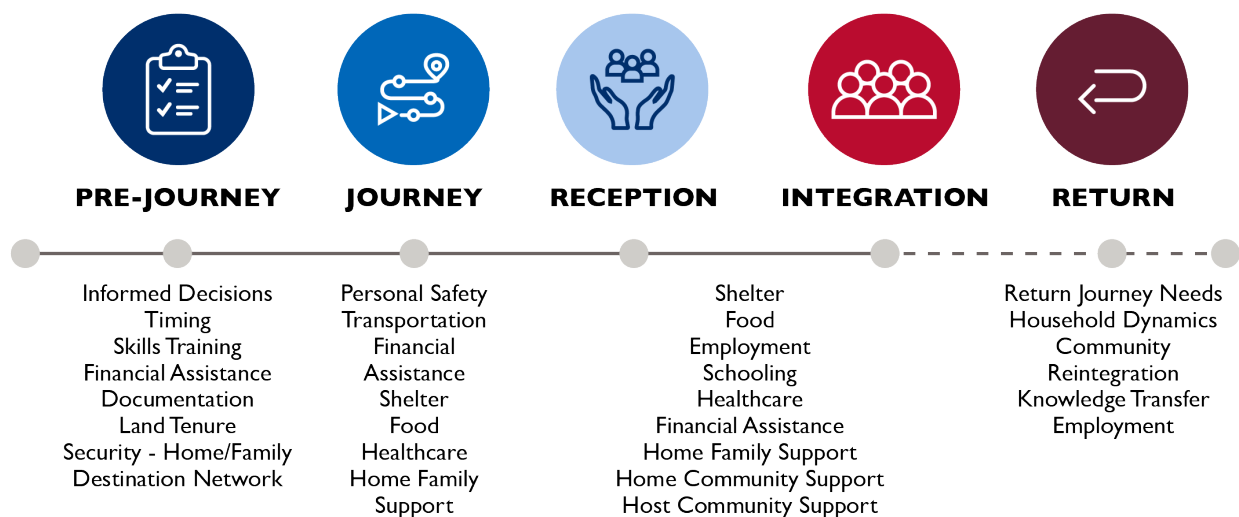 PRE-JOURNEY
JOURNEY
RECEPTION
INTEGRATION
RETURN
Informed Decisions
Timing
Skills Training
Financial Assistance
Documentation
Land Tenure
Security - Home/Family
Destination Network
Personal Safety
Transportation
Financial
Assistance
Shelter
Food
Healthcare
Home Family
Support
Shelter
Food
Employment
Schooling
Healthcare
Financial Assistance
Home Family Support
Home Community Support
Host Community Support
Return Journey Needs
Household Dynamics
Community
Reintegration
Knowledge Transfer
Employment